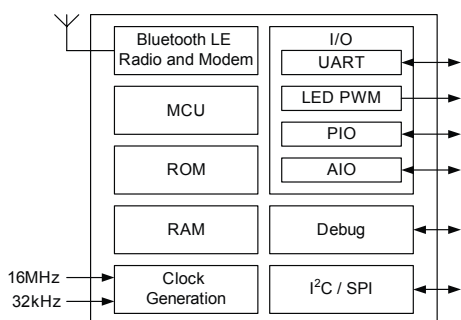 Bluetooth LE
Radio and Modem
MCU
ROM
RAM
16MHz
32kHz
Clock
Generation
I/O
UART
LED PWM
PIO
AIO
Debug
I²C / SPI